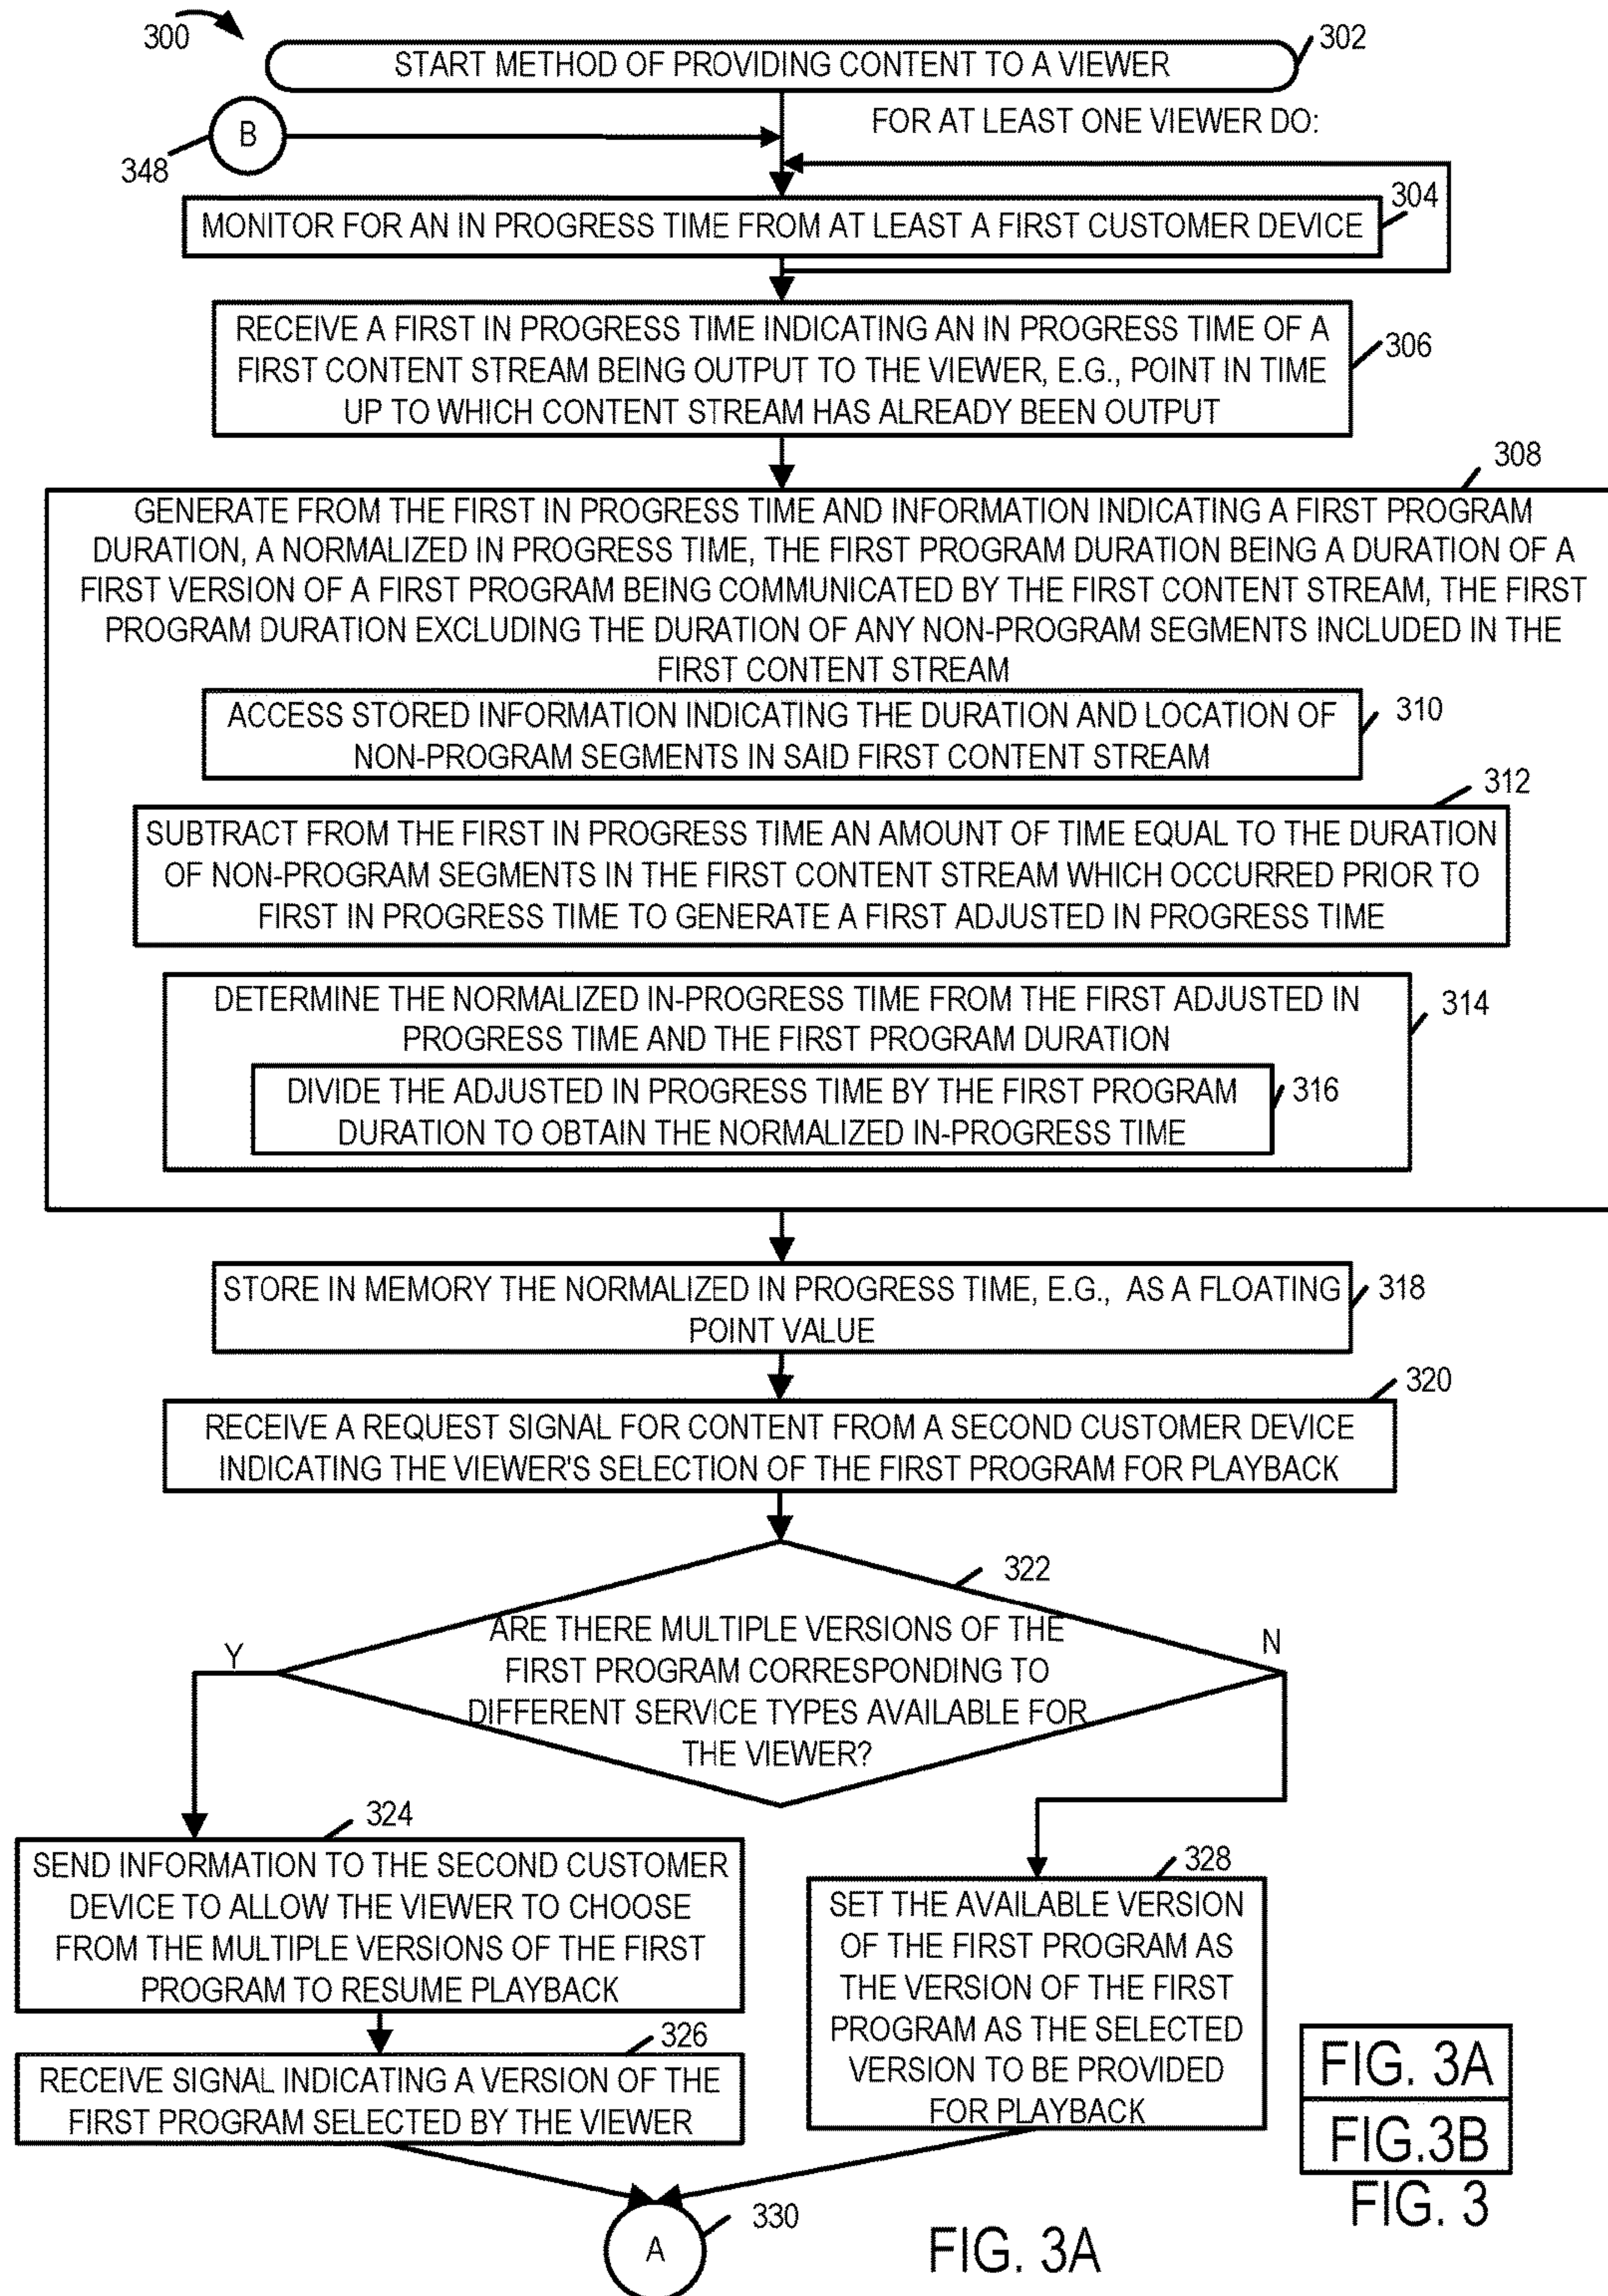 300
302
START METHOD OF PROVIDING CONTENT TO A VIEWER
FOR AT LEAST ONE VIEWER DO:
B
348
304
MONITOR FOR AN IN PROGRESS TIME FROM AT LEAST A FIRST CUSTOMER DEVICE
RECEIVE A FIRST IN PROGRESS TIME INDICATING AN IN PROGRESS TIME OF A
FIRST CONTENT STREAM BEING OUTPUT TO THE VIEWER, E.G., POINT IN TIME
UP TO WHICH CONTENT STREAM HAS ALREADY BEEN OUTPUT
306
308
GENERATE FROM THE FIRST IN PROGRESS TIME AND INFORMATION INDICATING A FIRST PROGRAM
DURATION, A NORMALIZED IN PROGRESS TIME, THE FIRST PROGRAM DURATION BEING A DURATION OF A
FIRST VERSION OF A FIRST PROGRAM BEING COMMUNICATED BY THE FIRST CONTENT STREAM, THE FIRST
PROGRAM DURATION EXCLUDING THE DURATION OF ANY NON-PROGRAM SEGMENTS INCLUDED IN THE
FIRST CONTENT STREAM
310
ACCESS STORED INFORMATION INDICATING THE DURATION AND LOCATION OF
NON-PROGRAM SEGMENTS IN SAID FIRST CONTENT STREAM
312
SUBTRACT FROM THE FIRST IN PROGRESS TIME AN AMOUNT OF TIME EQUAL TO THE DURATION
OF NON-PROGRAM SEGMENTS IN THE FIRST CONTENT STREAM WHICH OCCURRED PRIOR TO
FIRST IN PROGRESS TIME TO GENERATE A FIRST ADJUSTED IN PROGRESS TIME
DETERMINE THE NORMALIZED IN-PROGRESS TIME FROM THE FIRST ADJUSTED IN
PROGRESS TIME AND THE FIRST PROGRAM DURATION
314
DIVIDE THE ADJUSTED IN PROGRESS TIME BY THE FIRST PROGRAM
DURATION TO OBTAIN THE NORMALIZED IN-PROGRESS TIME
316
STORE IN MEMORY THE NORMALIZED IN PROGRESS TIME, E.G., AS A FLOATING
POINT VALUE
318
320
RECEIVE A REQUEST SIGNAL FOR CONTENT FROM A SECOND CUSTOMER DEVICE
INDICATING THE VIEWER'S SELECTION OF THE FIRST PROGRAM FOR PLAYBACK
322
ARE THERE MULTIPLE VERSIONS OF THE
FIRST PROGRAM CORRESPONDING TO
DIFFERENT SERVICE TYPES AVAILABLE FOR
THE VIEWER?
Y
N
324
SEND INFORMATION TO THE SECOND CUSTOMER
DEVICE TO ALLOW THE VIEWER TO CHOOSE
FROM THE MULTIPLE VERSIONS OF THE FIRST
PROGRAM TO RESUME PLAYBACK
326
RECEIVE SIGNAL INDICATING A VERSION OF THE
FIRST PROGRAM SELECTED BY THE VIEWER
328
SET THE AVAILABLE VERSION
OF THE FIRST PROGRAM AS
THE VERSION OF THE FIRST
PROGRAM AS THE SELECTED
VERSION TO BE PROVIDED
FOR PLAYBACK
A
330
FIG. 3A
FIG.3B
FIG. 3
FIG. 3A